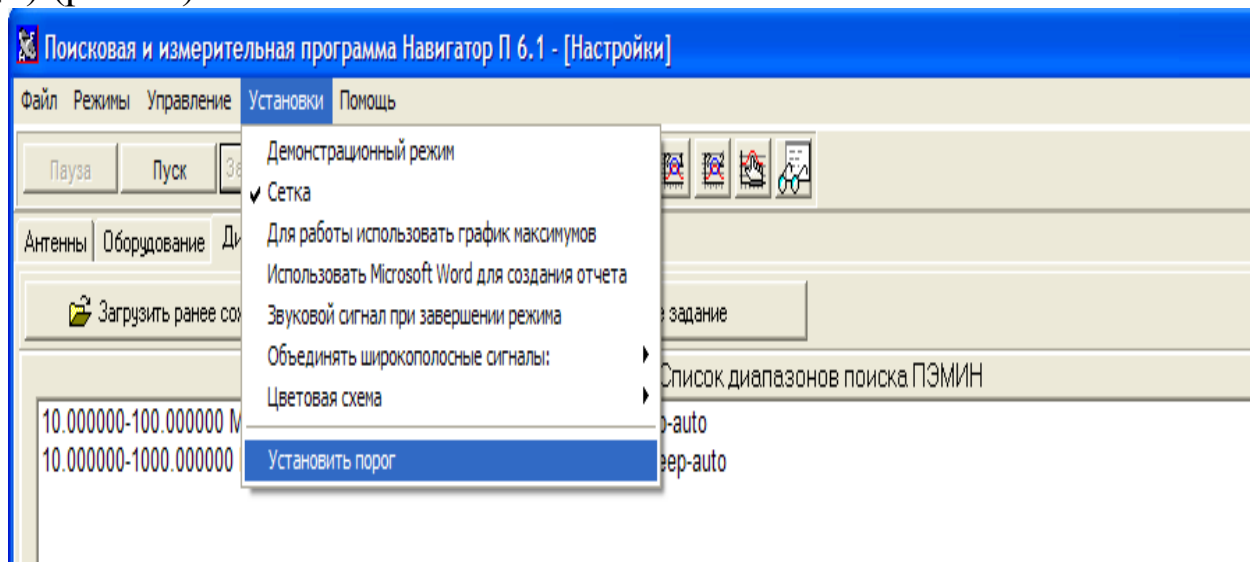 Поисковая и измерительная программа Навигатор П 6.1 - [Настройки]
Файл Режимы Управление Установки Помощь
Пауза Пуск
Демонстрационный режим
Сетка
Для работы использовать график максимумов
Использовать Microsoft Word для создания отчета
Звуковой сигнал при завершении режима
Объединять широкополосные сигналы:
Цветовая схема
Установить порог
Антенны Оборудование Ди
Загрузить ранее сох задание
Список диапазонов поиска ПЭМИН
10.000000-100.000000 М -auto
10.000000-1000.000000 eep-auto